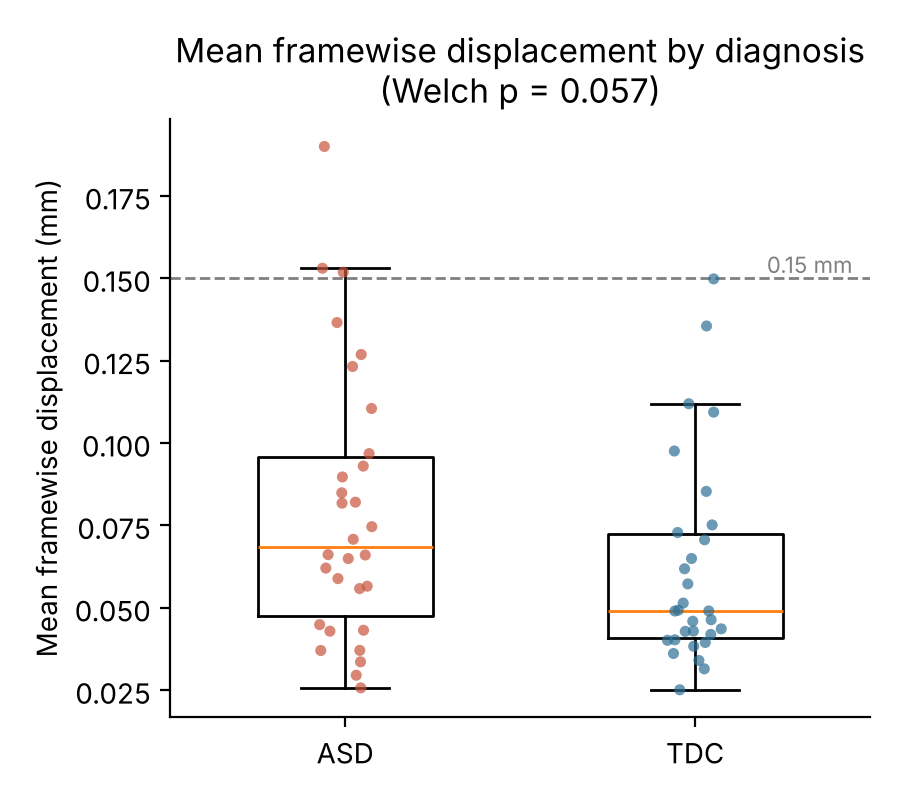 Mean framewise displacement by diagnosis
(Welch p = 0.057)
Mean framewise displacement (mm)
0.175
0.150
0.125
0.100
0.075
0.050
0.025
0.15 mm
ASD
TDC